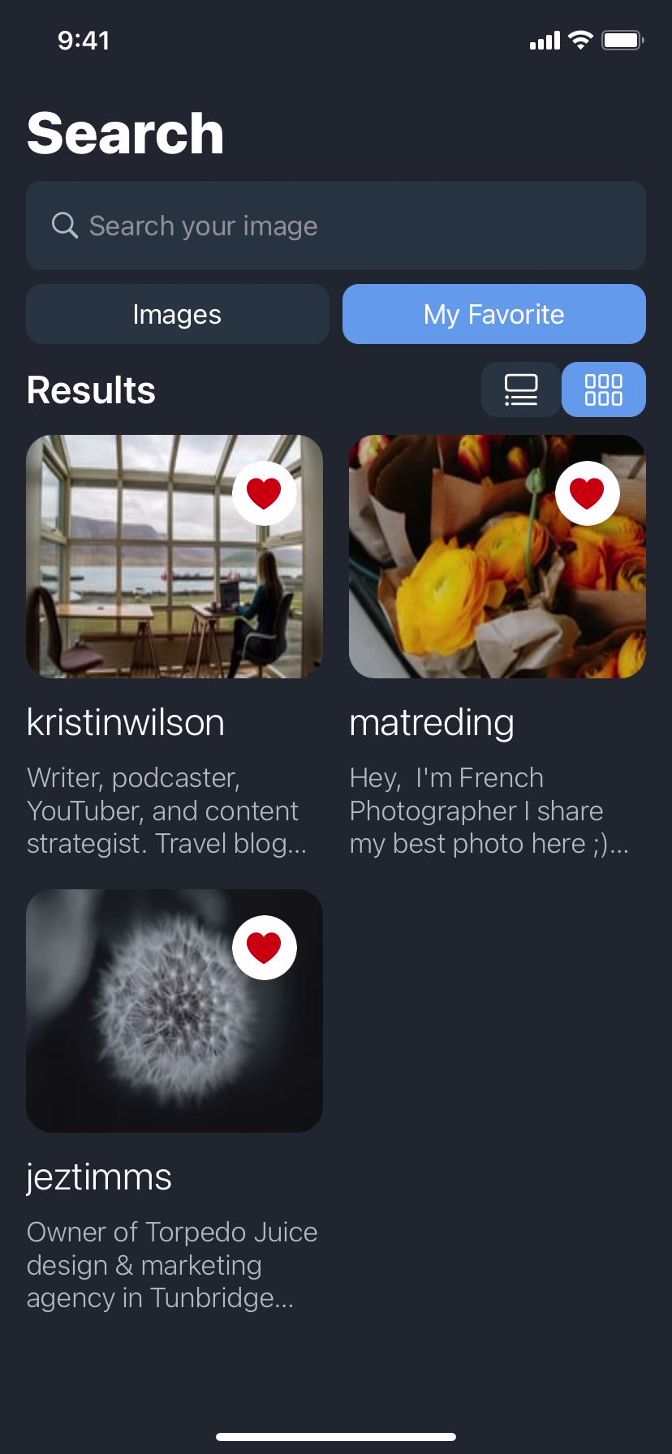 9:41
Search
Search your image
Images
My Favorite
Results
kristinwilson
Writer, podcaster,
YouTuber, and content
strategist. Travel blog...
matreding
Hey,  I'm French
Photographer I share
my best photo here ;)...
jeztimms
Owner of Torpedo Juice
design & marketing
agency in Tunbridge...